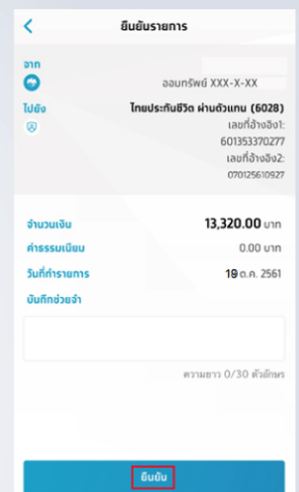 ยืนยันรายการ
จาก
ออมทรัพย์ XXX-X-XX
ไปยัง
ไทยประกันชีวิต ผ่านตัวแทน (6028)
เลขที่อ้างอิง1:
601353370277
เลขที่อ้างอิง2:
070125610927
จำนวนเงิน 13,320.00 บาท
ค่าธรรมเนียม 0.00 บาท
วันที่ทำรายการ 19 ต.ค. 2561
บันทึกช่วยจำ
ความยาว 0/30 ตัวอักษร
ยืนยัน